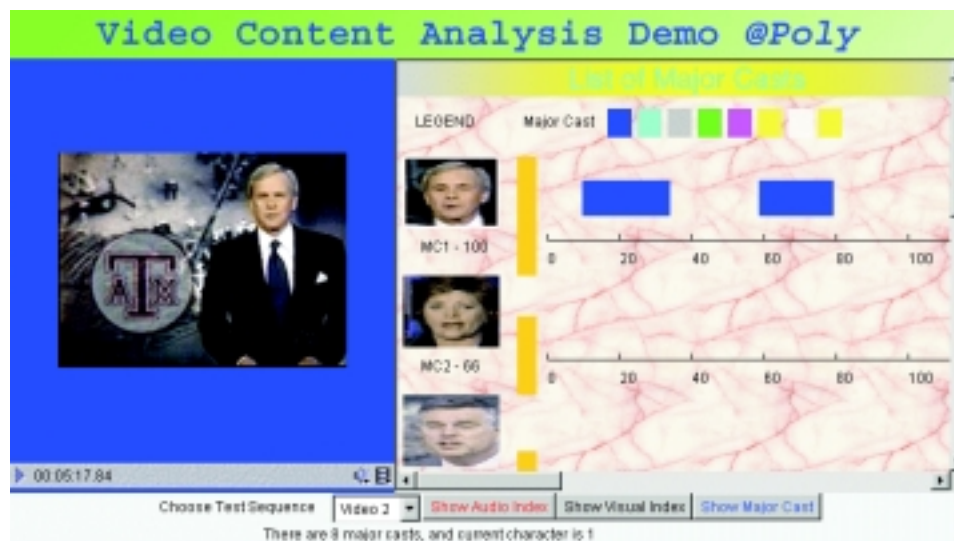 Video Content Analysis Demo @Poly
List of Major Casts
LEGEND Major Cast
MC1 - 100
0 20 40 60 80 100
MC2 - 66
0 20 40 60 80 100
A T M
00:05:17.84
Choose Test Sequence Video 2 Show Audio Index Show Visual Index Show Major Cast
There are 8 major casts, and current character is 1